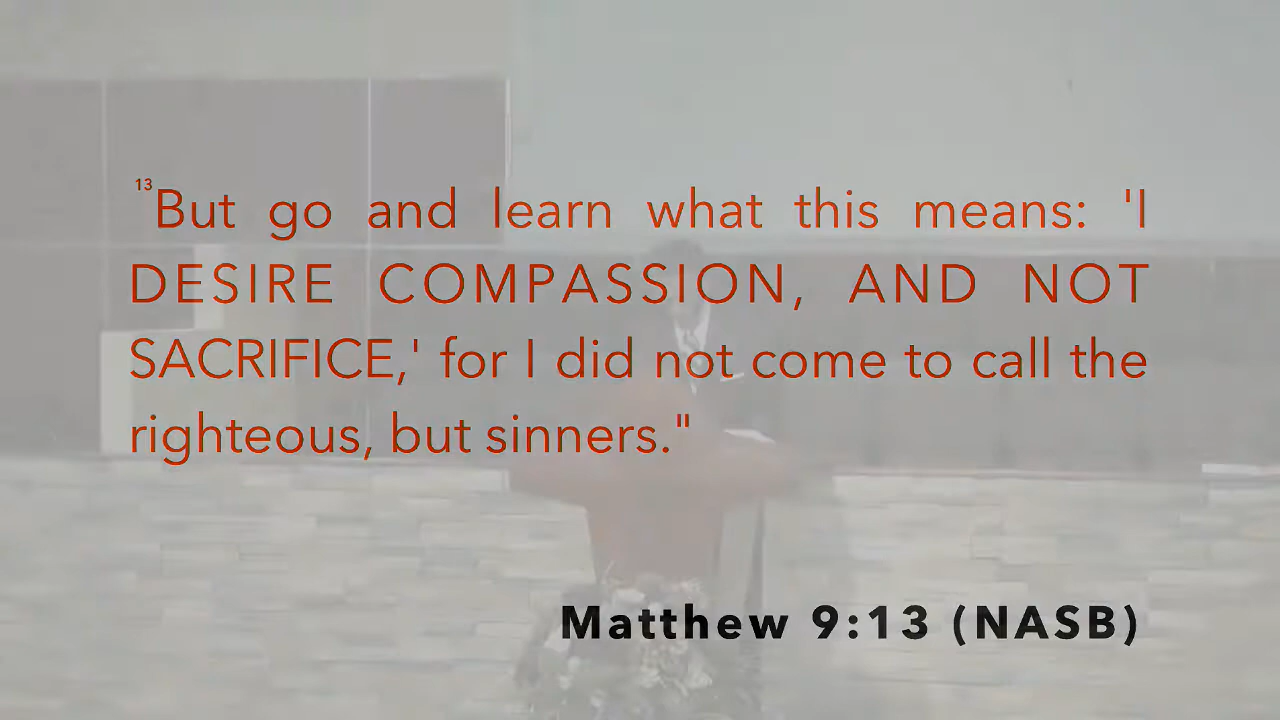 13But go and learn what this means: 'I
DESIRE COMPASSION, AND NOT
SACRIFICE,' for I did not come to call the
righteous, but sinners."
Matthew 9:13 (NASB)